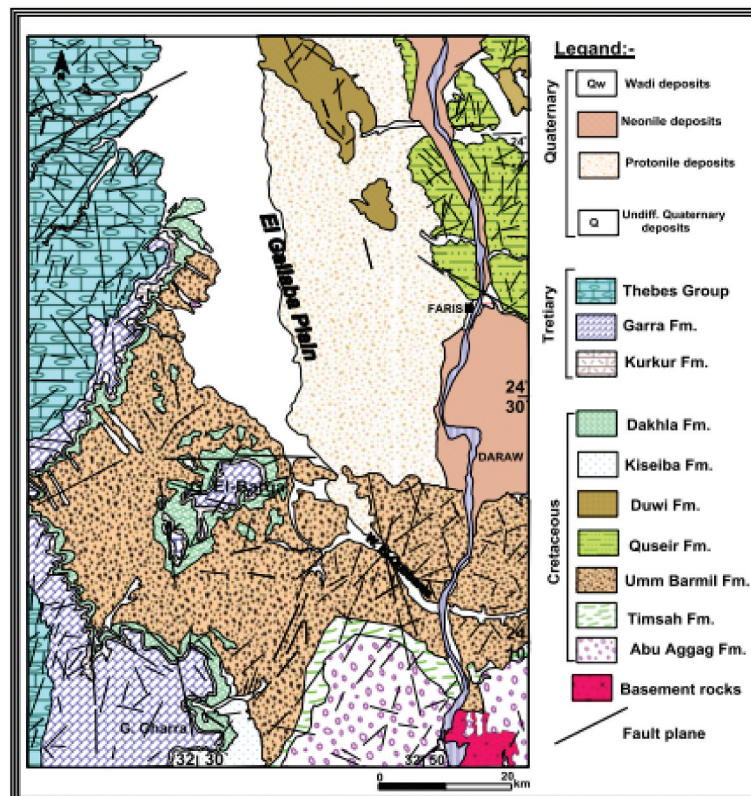 Legand:-
Quaternary
Qw
Wadi deposits
Neonile deposits
Protonile deposits
Q
Undiff. Quaternary
deposits
Tretiary
Thebes Group
Garra Fm.
Kurkur Fm.
Cretaceous
Dakhla Fm.
Kiseiba Fm.
Duwi Fm.
Quseir Fm.
Umm Barmil Fm.
Timsah Fm.
Abu Aggag Fm.
Basement rocks
Fault plane
El Gallaba Plain
FARIS
24
30
DARAW
24
10
G. Gharra
32 30
32 50
0
20
km